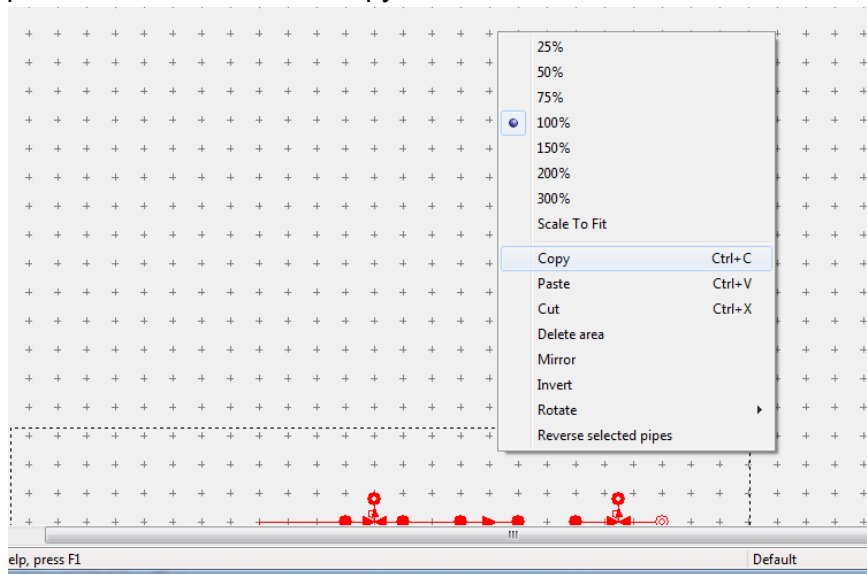 25%
50%
75%
100%
150%
200%
300%
Scale To Fit
Copy Ctrl+C
Paste Ctrl+V
Cut Ctrl+X
Delete area
Mirror
Invert
Rotate
Reverse selected pipes
elp, press F1 Default